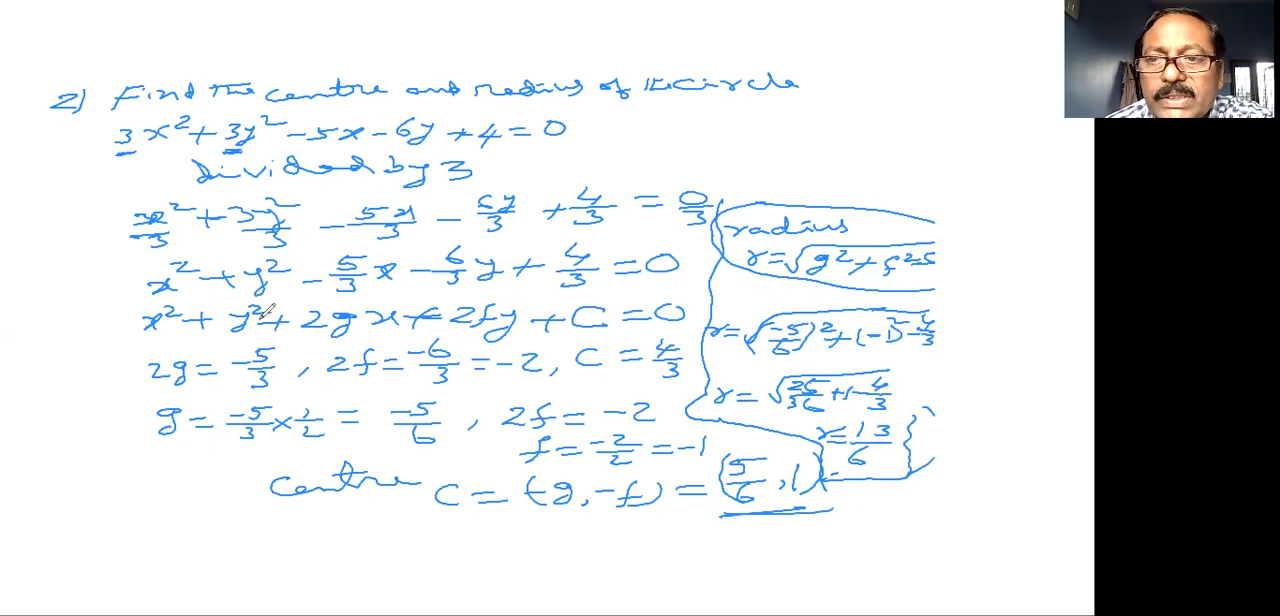 2) Find the centre and radius of the circle
3x² + 3y² - 5x - 6y + 4 = 0
Divided by 3
3x²/3 + 3y²/3 - 5x/3 - 6y/3 + 4/3 = 0/3
x² + y² - 5/3 x - 6/3 y + 4/3 = 0
x² + y² + 2gx + 2fy + C = 0
2g = -5/3 , 2f = -6/3 = -2, C = 4/3
g = -5/3 × 1/2 = -5/6 , 2f = -2
f = -2/2 = -1
centre C = (-g, -f) = (5/6 , 1)
radius
r = √g² + f² - c
r = √(-5/6)² + (-1)² - 4/3
r = √25/36 + 1 - 4/3
r = 13/6